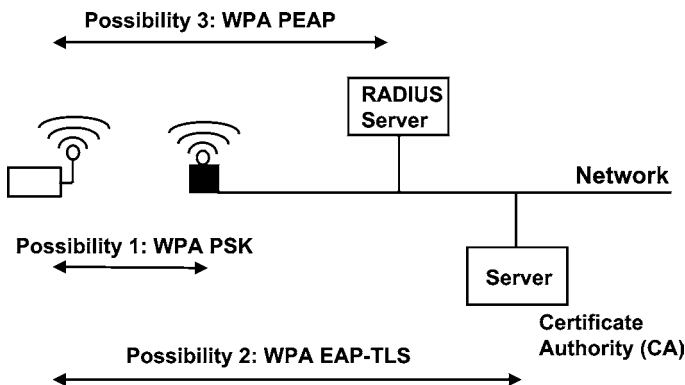 Possibility 3: WPA PEAP
RADIUS
Server
Network
Possibility 1: WPA PSK
Server
Certificate
Authority (CA)
Possibility 2: WPA EAP-TLS